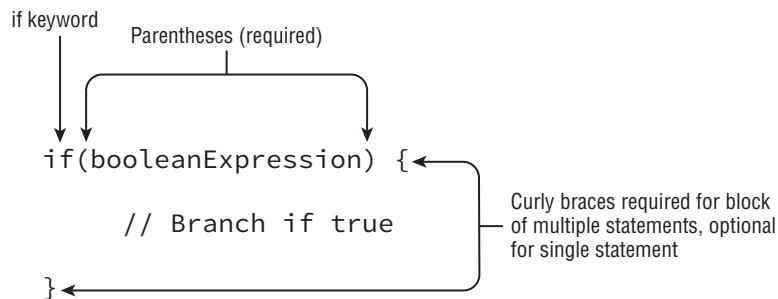 if keyword
Parentheses (required)
if(booleanExpression) {
// Branch if true
Curly braces required for block
of multiple statements, optional
for single statement
}